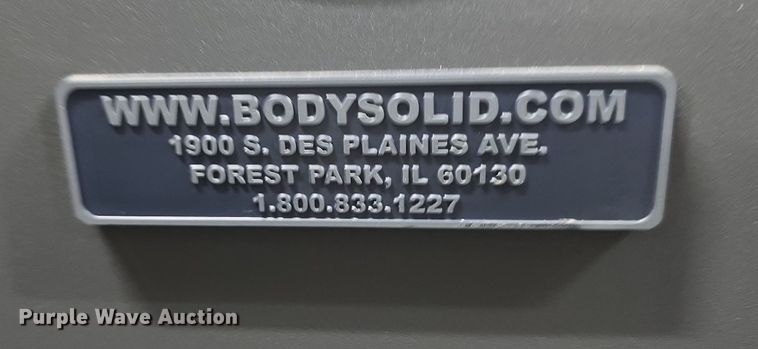 WWW.BODYSOLID.COM
1900 S. DES PLAINES AVE.
FOREST PARK, IL 60130
1.800.833.1227
Purple Wave Auction